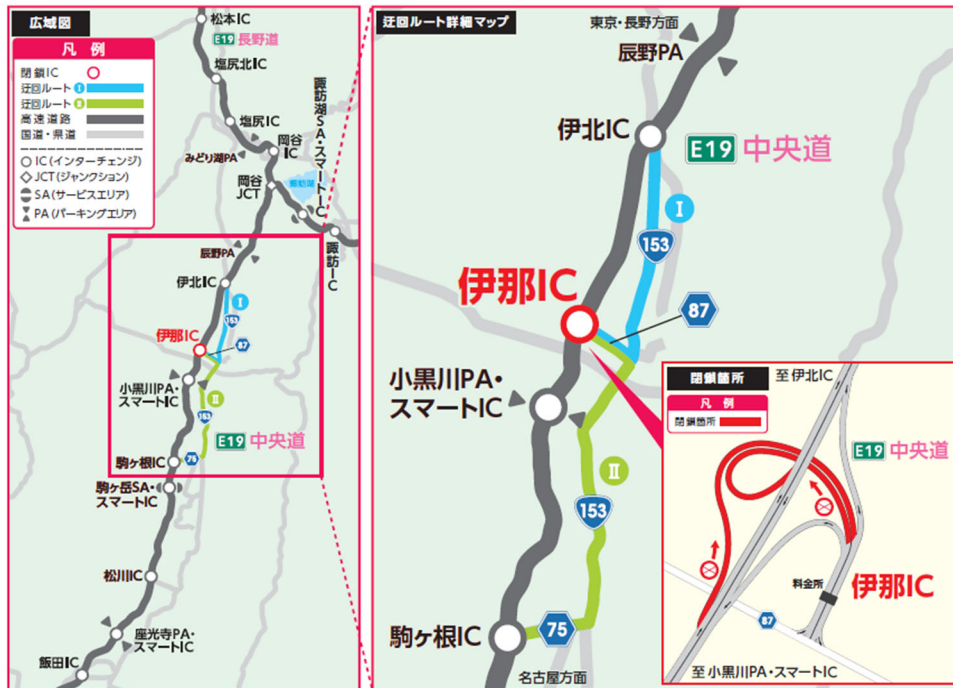 広域図
凡例
閉鎖IC
迂回ルート I
迂回ルート II
高速道路
国道・県道
IC(インターチェンジ)
JCT(ジャンクション)
SA(サービスエリア)
PA(パーキングエリア)
松本IC
E19 長野道
塩尻北IC
塩尻IC
みどり湖PA
岡谷
IC
岡谷
JCT
諏訪湖
諏訪湖SA・スマートIC
諏訪IC
辰野PA
伊北IC
I
153
伊那IC
87
小黒川PA・
スマートIC
II
153
E19 中央道
駒ヶ根IC
75
駒ヶ岳SA・
スマートIC
松川IC
座光寺PA・
スマートIC
飯田IC
迂回ルート詳細マップ
東京・長野方面
辰野PA
伊北IC
E19 中央道
I
153
伊那IC
87
小黒川PA・
スマートIC
II
153
駒ヶ根IC
75
名古屋方面
閉鎖箇所
凡例
閉鎖箇所
至伊北IC
E19 中央道
料金所
伊那IC
87
至小黒川PA・スマートIC